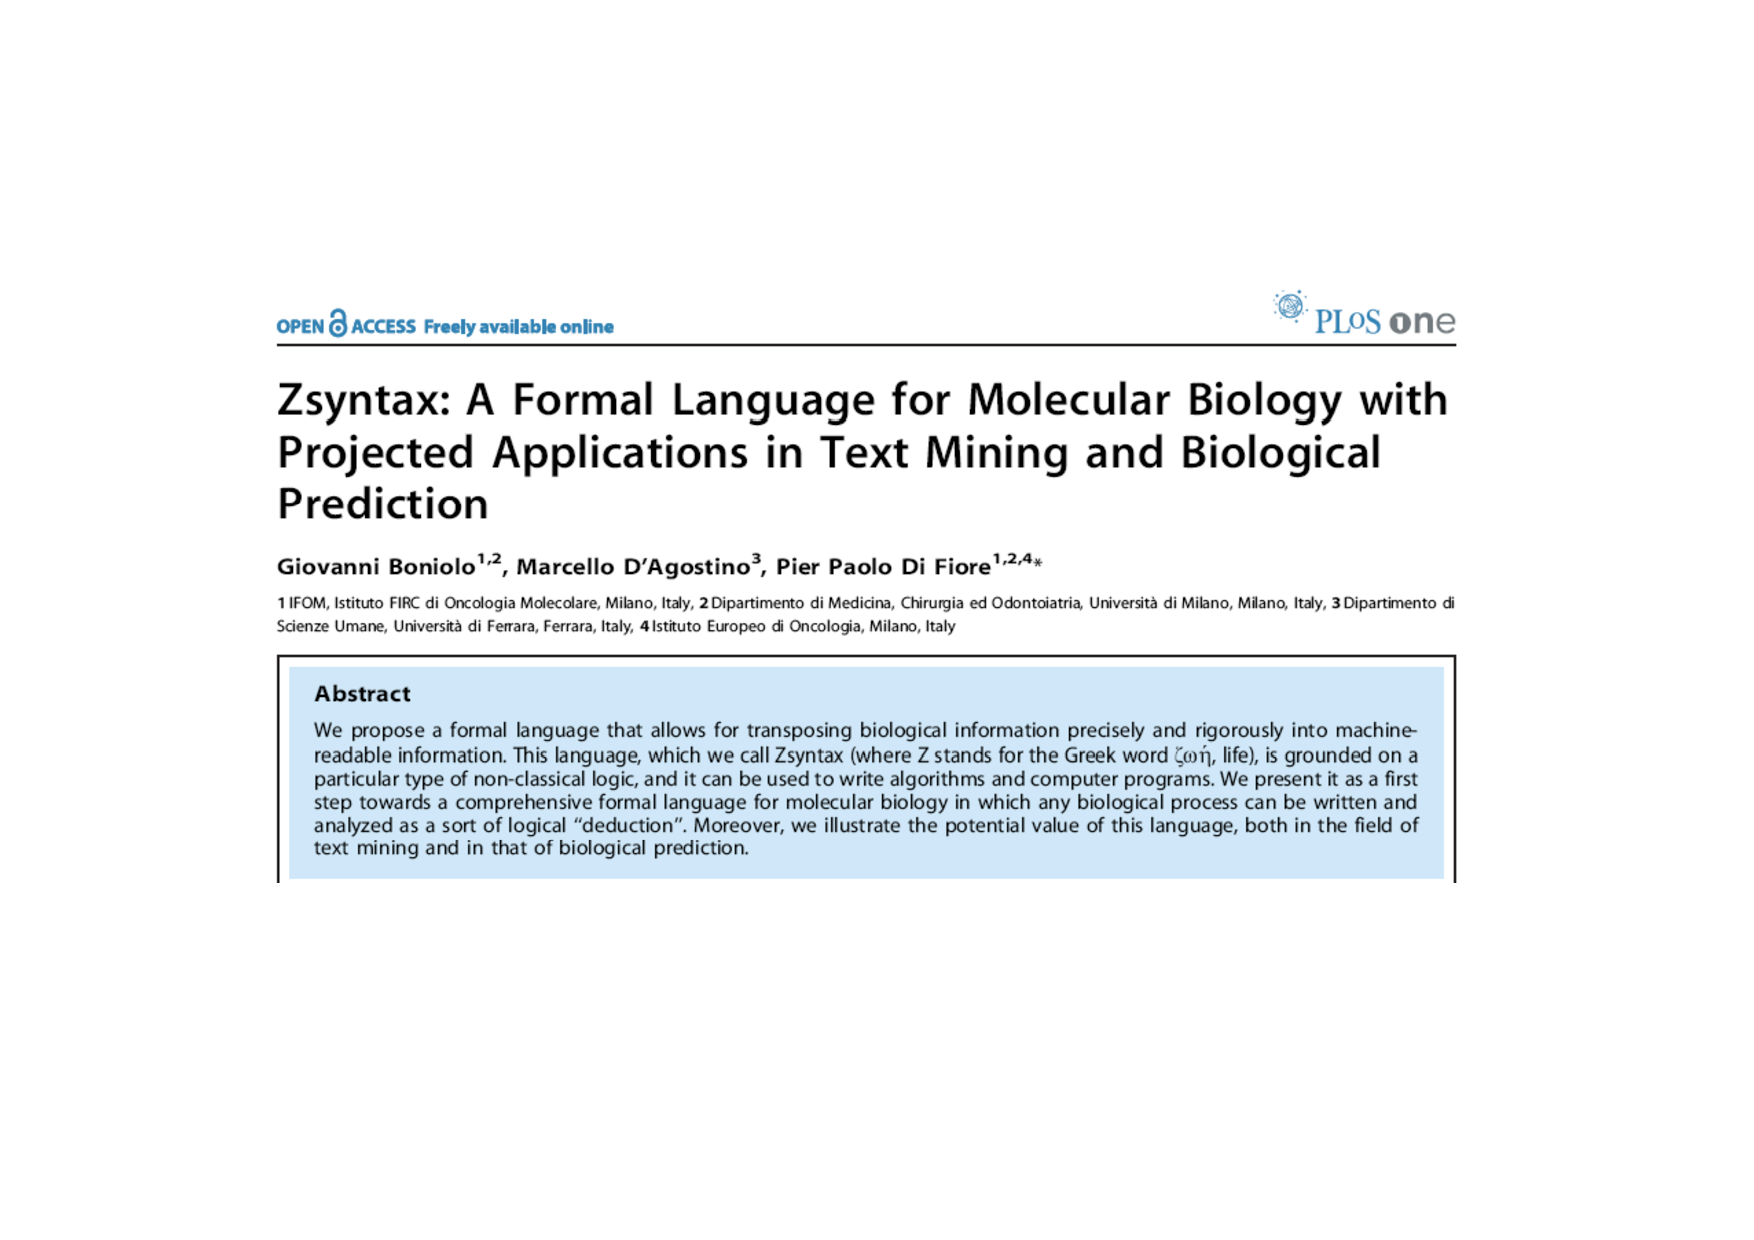 OPEN ACCESS Freely available online
PLoS one
Zsyntax: A Formal Language for Molecular Biology with
Projected Applications in Text Mining and Biological
Prediction
Giovanni Boniolo1,2, Marcello D’Agostino3, Pier Paolo Di Fiore1,2,4*
1 IFOM, Istituto FIRC di Oncologia Molecolare, Milano, Italy, 2 Dipartimento di Medicina, Chirurgia ed Odontoiatria, Università di Milano, Milano, Italy, 3 Dipartimento di
Scienze Umane, Università di Ferrara, Ferrara, Italy, 4 Istituto Europeo di Oncologia, Milano, Italy
Abstract
We propose a formal language that allows for transposing biological information precisely and rigorously into machine-
readable information. This language, which we call Zsyntax (where Z stands for the Greek word ζωή, life), is grounded on a
particular type of non-classical logic, and it can be used to write algorithms and computer programs. We present it as a first
step towards a comprehensive formal language for molecular biology in which any biological process can be written and
analyzed as a sort of logical “deduction”. Moreover, we illustrate the potential value of this language, both in the field of
text mining and in that of biological prediction.